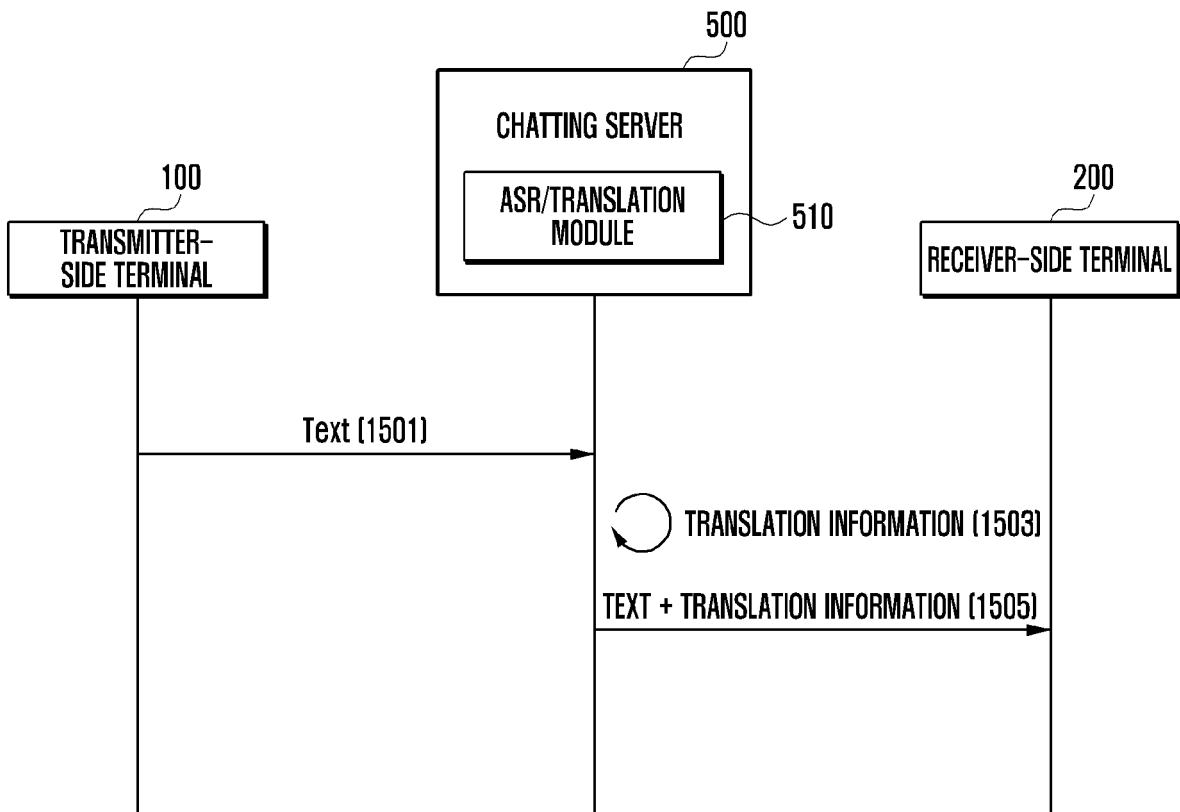 500
CHATTING SERVER
100
ASR/TRANSLATION
MODULE
510
200
TRANSMITTER-
SIDE TERMINAL
RECEIVER-SIDE TERMINAL
Text (1501)
TRANSLATION INFORMATION (1503)
TEXT + TRANSLATION INFORMATION (1505)